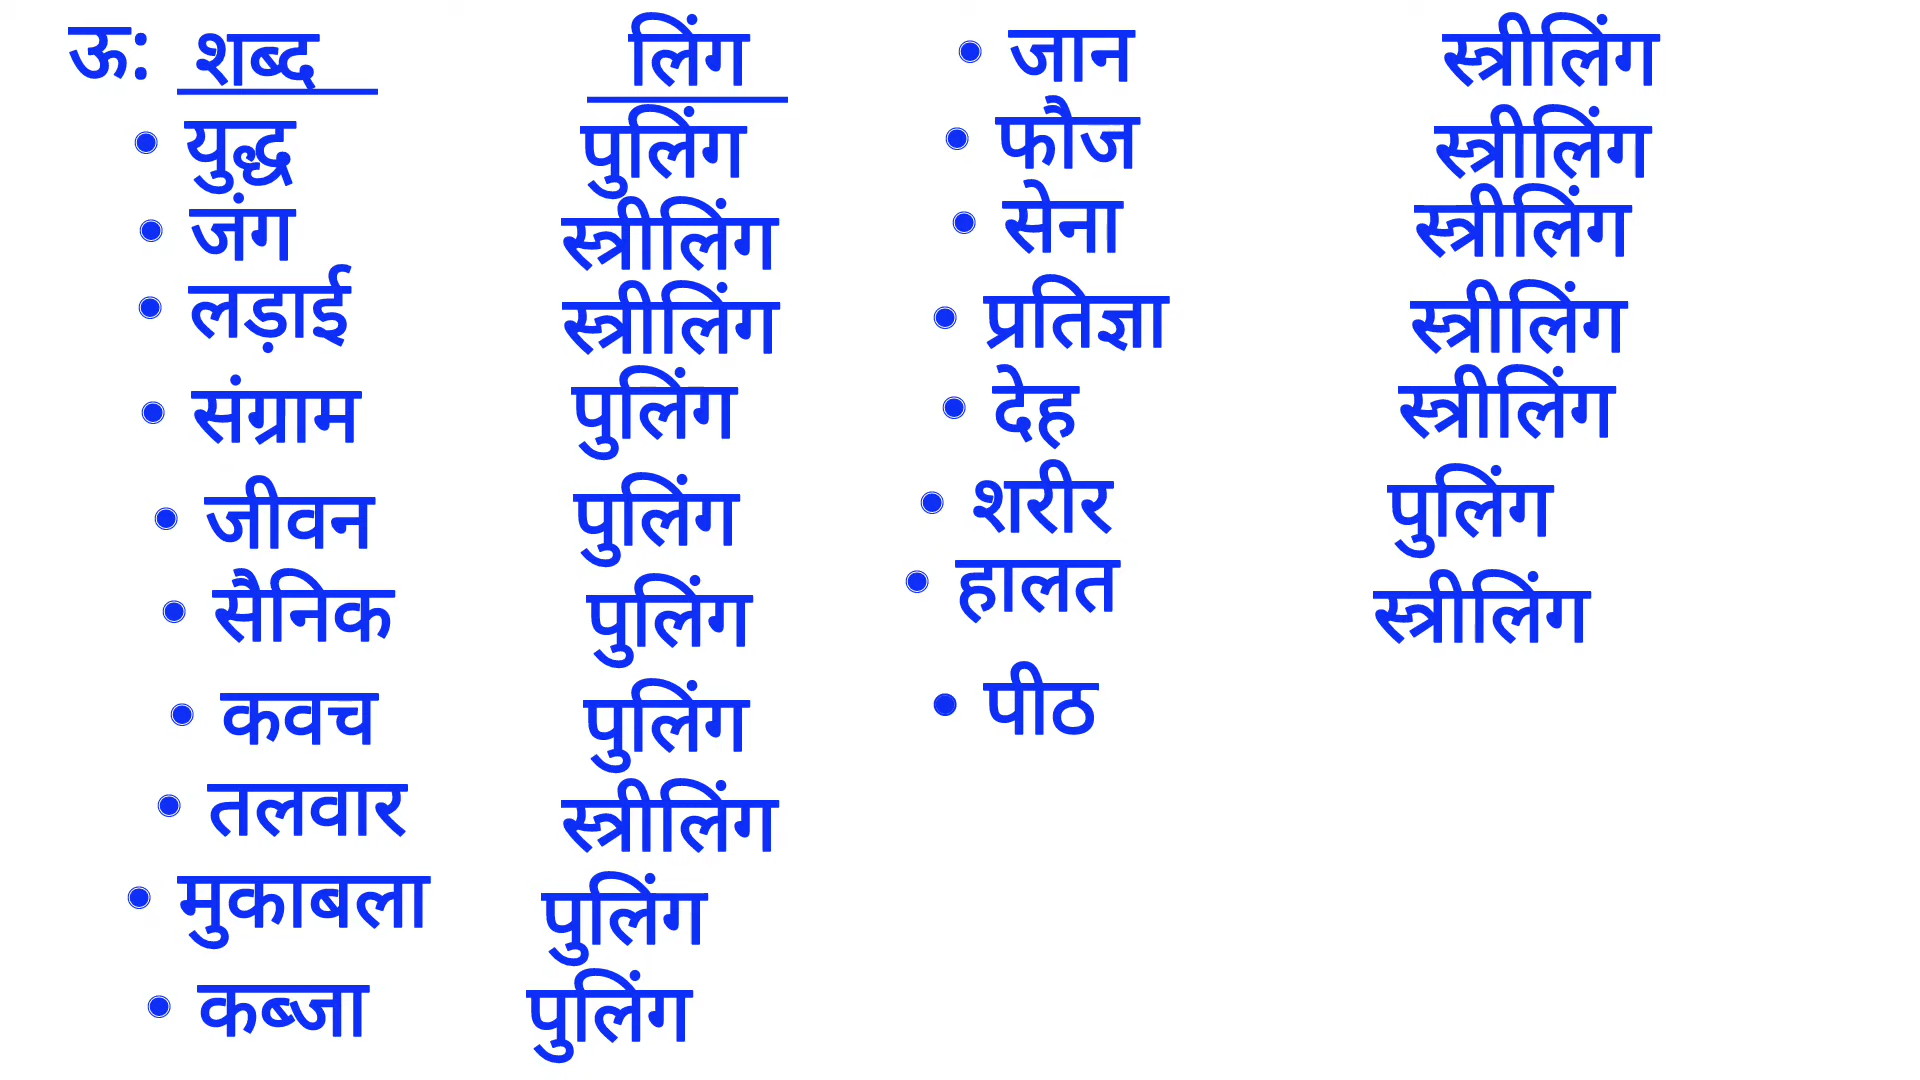 ऊ: शब्द लिंग
• युद्ध पुलिंग
• जंग स्त्रीलिंग
• लड़ाई स्त्रीलिंग
• संग्राम पुलिंग
• जीवन पुलिंग
• सैनिक पुलिंग
• कवच पुलिंग
• तलवार स्त्रीलिंग
• मुकाबला पुलिंग
• कब्जा पुलिंग
• जान स्त्रीलिंग
• फौज स्त्रीलिंग
• सेना स्त्रीलिंग
• प्रतिज्ञा स्त्रीलिंग
• देह स्त्रीलिंग
• शरीर पुलिंग
• हालत स्त्रीलिंग
• पीठ